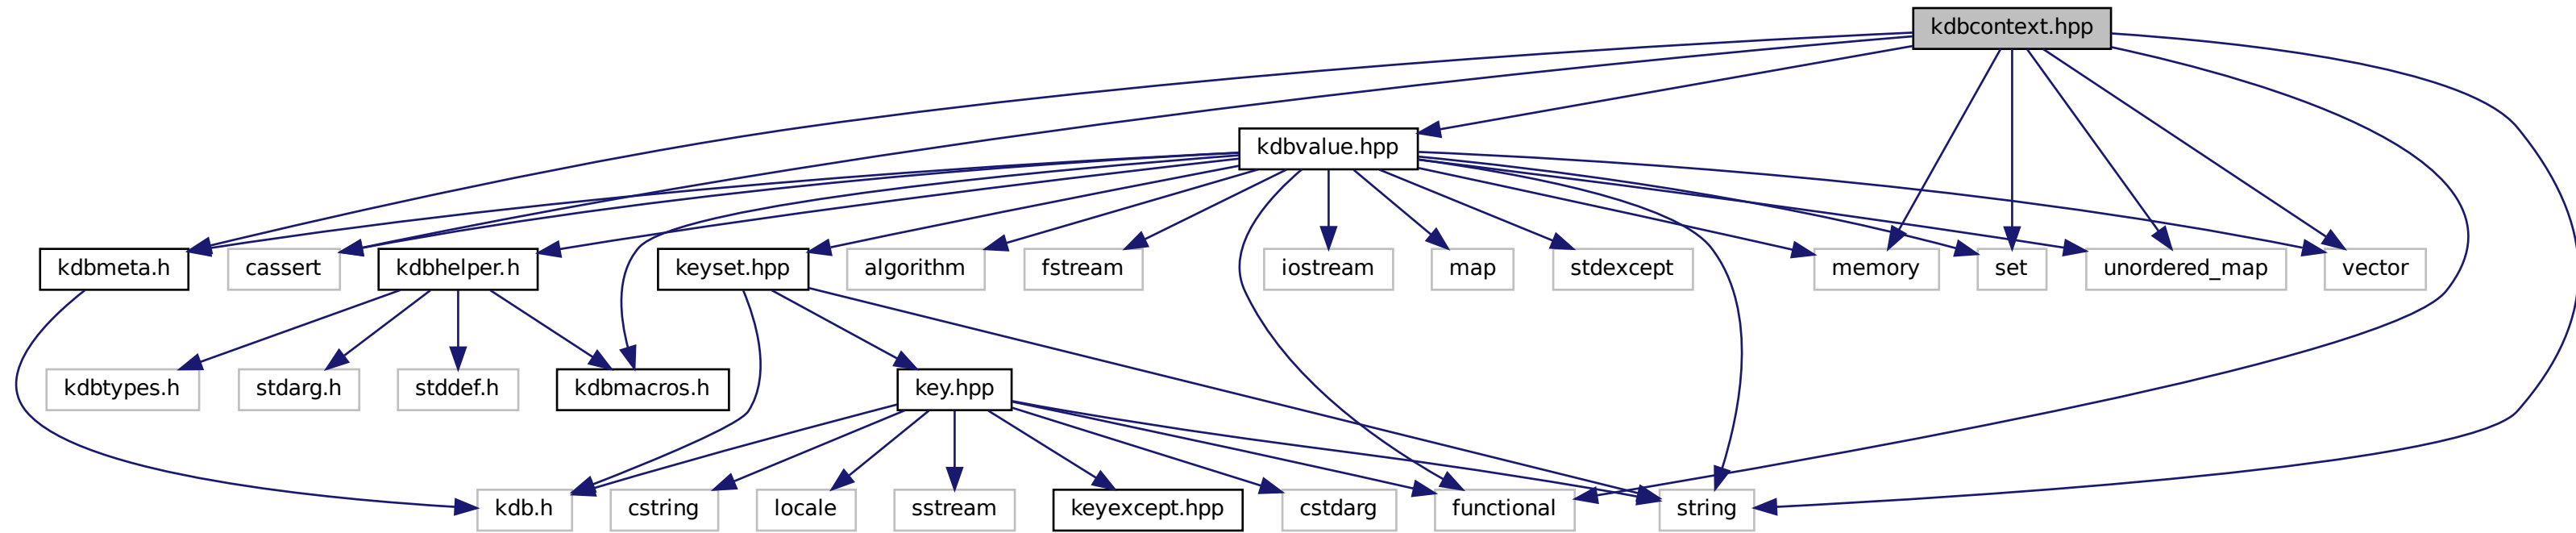 kdbcontext.hpp
kdbvalue.hpp
kdbmeta.h
cassert
kdbhelper.h
keyset.hpp
algorithm
fstream
iostream
map
stdexcept
memory
set
unordered_map
vector
kdbtypes.h
stdarg.h
stddef.h
kdbmacros.h
key.hpp
kdb.h
cstring
locale
sstream
keyexcept.hpp
cstdarg
functional
string